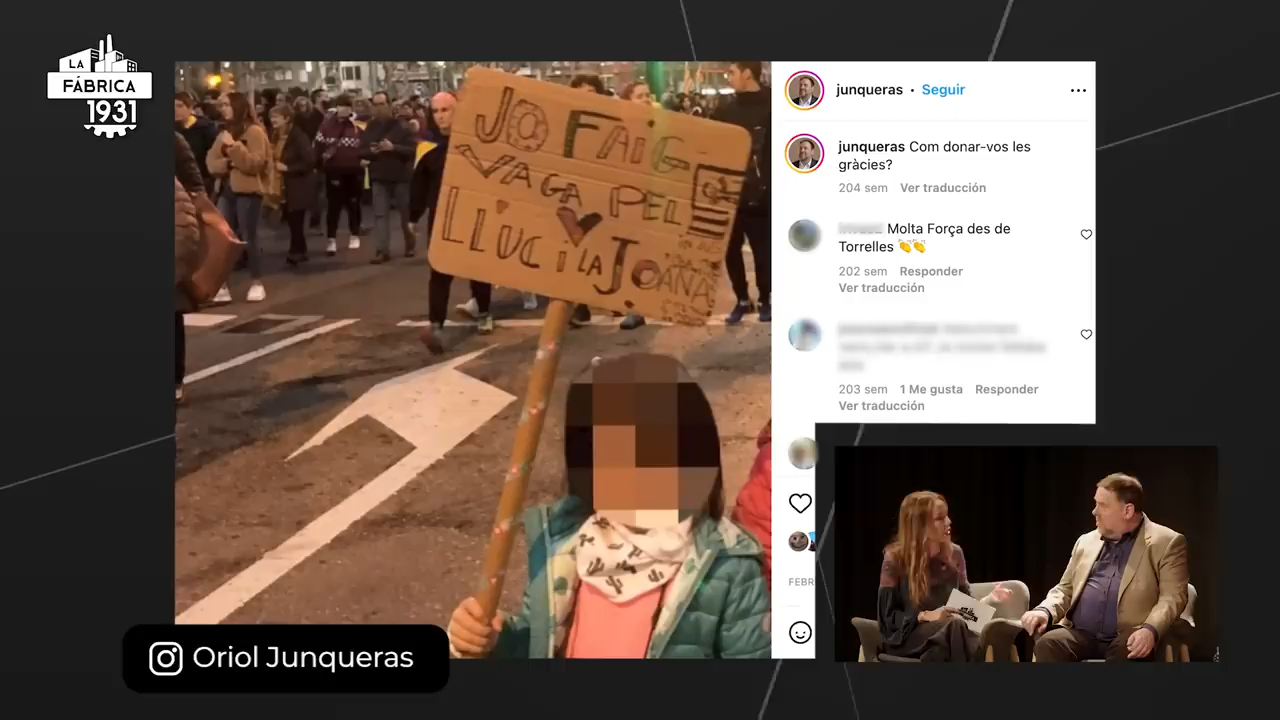 LA
FÁBRICA
1931
JO FAIG
VAGA PEL
LLUC i LA JOANA
junqueras • Seguir
junqueras Com donar-vos les
gràcies?
204 sem Ver traducción
Molta Força des de
Torrelles 👏👏
202 sem Responder
Ver traducción
203 sem 1 Me gusta Responder
Ver traducción
FEBR
Oriol Junqueras